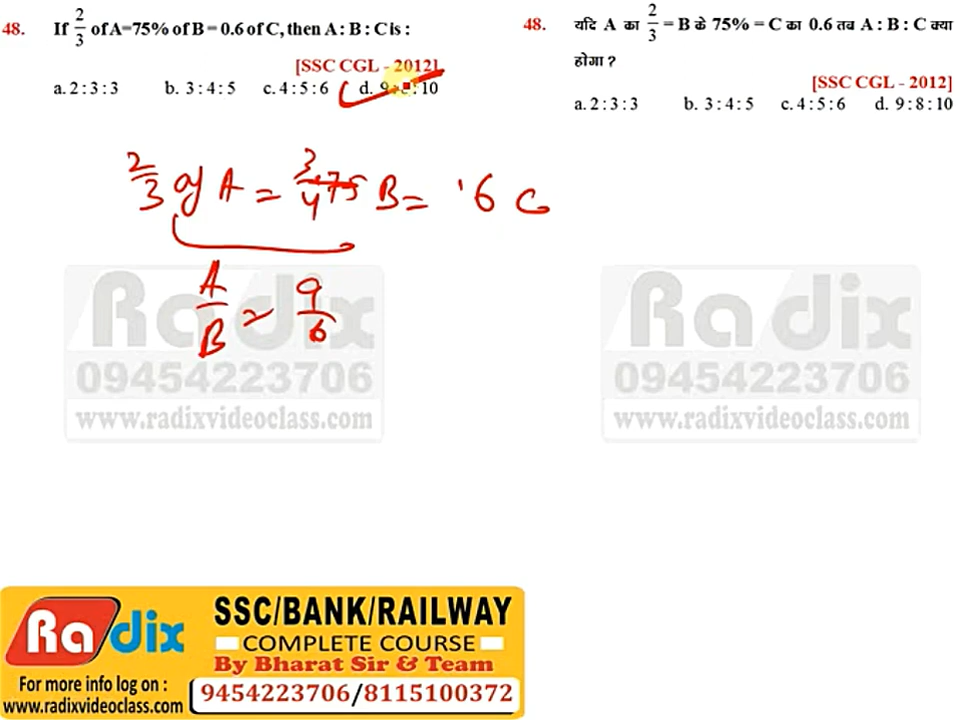 48. If 2/3 of A=75% of B = 0.6 of C, then A : B : C is :
[SSC CGL - 2012]
a. 2 : 3 : 3 b. 3 : 4 : 5 c. 4 : 5 : 6 d. 9 : 8 : 10
2/3 of A = 3/4 .75 B = .6 C
A/B = 9/6
48. यदि A का 2/3 = B के 75% = C का 0.6 तब A : B : C क्या
होगा ?
[SSC CGL - 2012]
a. 2 : 3 : 3 b. 3 : 4 : 5 c. 4 : 5 : 6 d. 9 : 8 : 10
Radix
09454223706
www.radixvideoclass.com
Radix
09454223706
www.radixvideoclass.com
Radix
For more info log on :
www.radixvideoclass.com
SSC/BANK/RAILWAY
COMPLETE COURSE
By Bharat Sir & Team
9454223706/8115100372